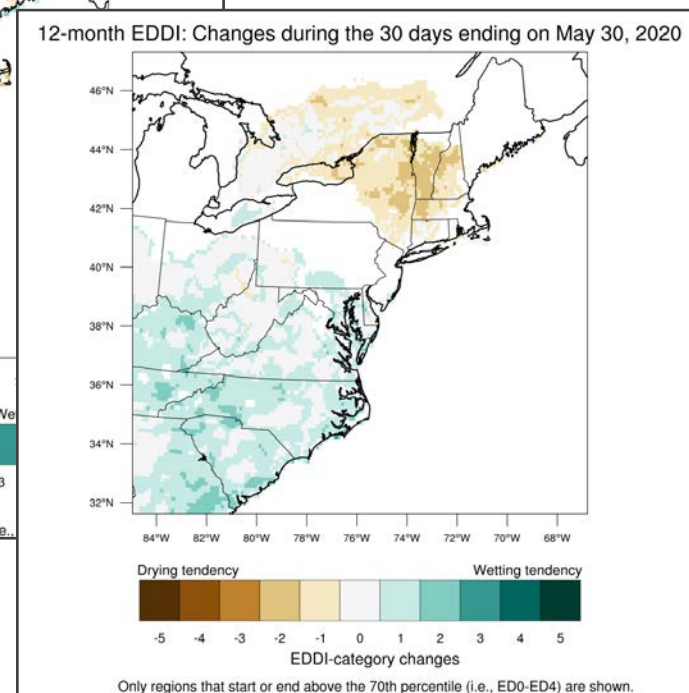 12-month EDDI: Changes during the 30 days ending on May 30, 2020
46°N
44°N
42°N
40°N
38°N
36°N
34°N
32°N
84°W 82°W 80°W 78°W 76°W 74°W 72°W 70°W 68°W
Drying tendency Wetting tendency
-5 -4 -3 -2 -1 0 1 2 3 4 5
EDDI-category changes
Only regions that start or end above the 70th percentile (i.e., ED0-ED4) are shown.
We
3
e.,